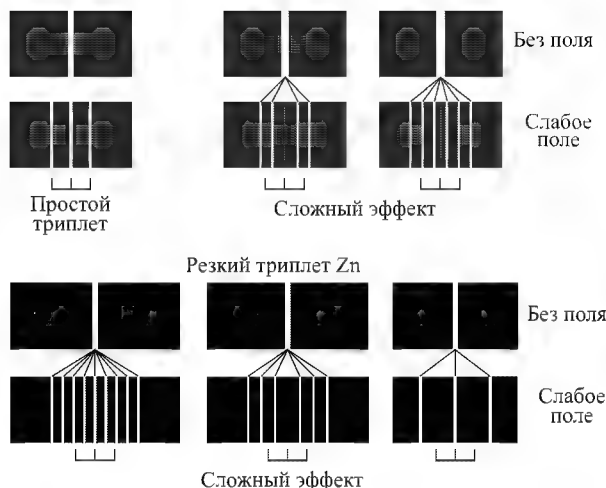 Без поля
Слабое
поле
Простой
триплет
Сложный эффект
Резкий триплет Zn
Без поля
Слабое
поле
Сложный эффект